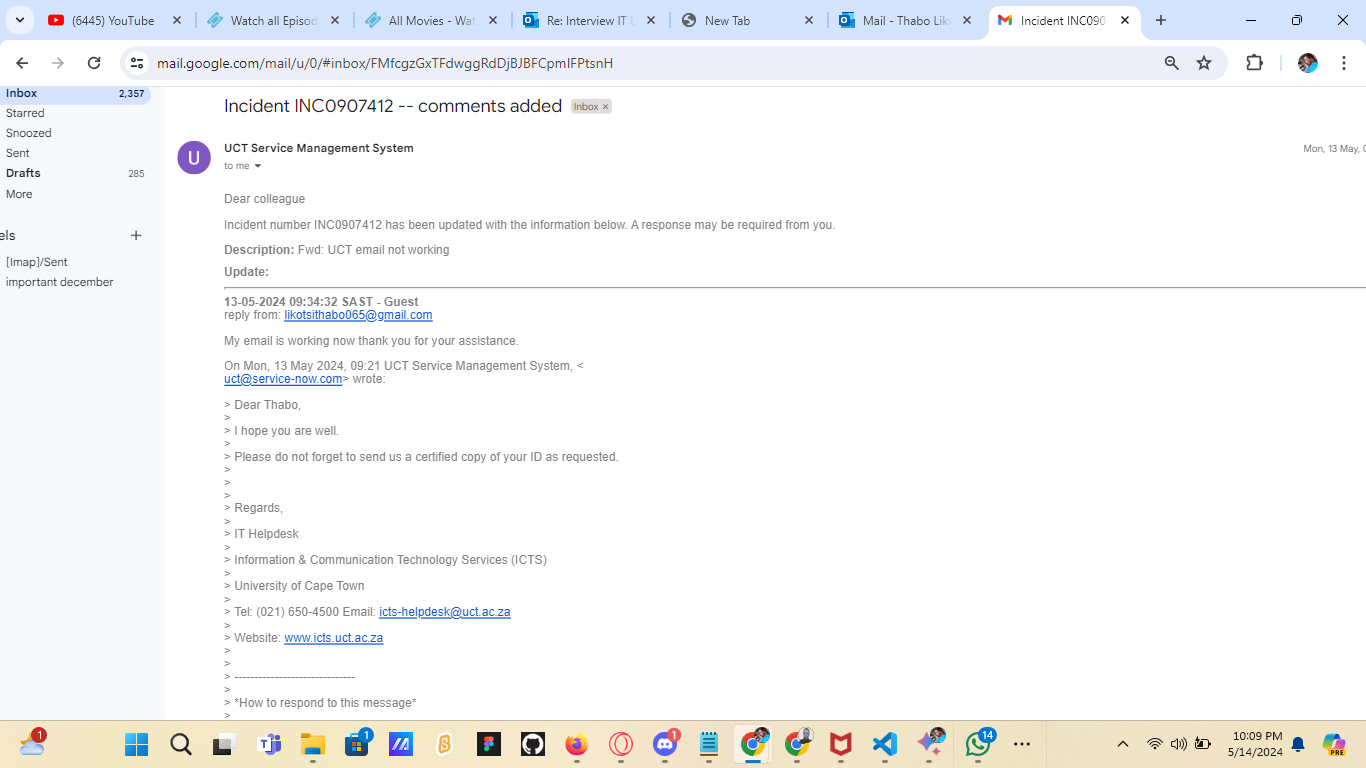 (6445) YouTube
Watch all Episod
All Movies - Wat
Re: Interview IT L
New Tab
Mail - Thabo Lik
Incident INC090
mail.google.com/mail/u/0/#inbox/FMfcgzGxTFdwggRdDjBJBFCpmIFPtsnH
Inbox 2,357
Starred
Snoozed
Sent
Drafts 285
More
els +
[Imap]/Sent
important december
Incident INC0907412 -- comments added Inbox ×
U
UCT Service Management System
Mon, 13 May,
to me
Dear colleague
Incident number INC0907412 has been updated with the information below. A response may be required from you.
Description: Fwd: UCT email not working
Update:
13-05-2024 09:34:32 SAST - Guest
reply from: likotsithabo065@gmail.com
My email is working now thank you for your assistance.
On Mon, 13 May 2024, 09:21 UCT Service Management System, <
uct@service-now.com> wrote:
> Dear Thabo,
>
> I hope you are well.
>
> Please do not forget to send us a certified copy of your ID as requested.
>
>
>
> Regards,
>
> IT Helpdesk
>
> Information & Communication Technology Services (ICTS)
>
> University of Cape Town
>
> Tel: (021) 650-4500 Email: icts-helpdesk@uct.ac.za
>
> Website: www.icts.uct.ac.za
>
>
> ------------------------------
>
> *How to respond to this message*
>
1
1
1
14
10:09 PM
5/14/2024
PRE